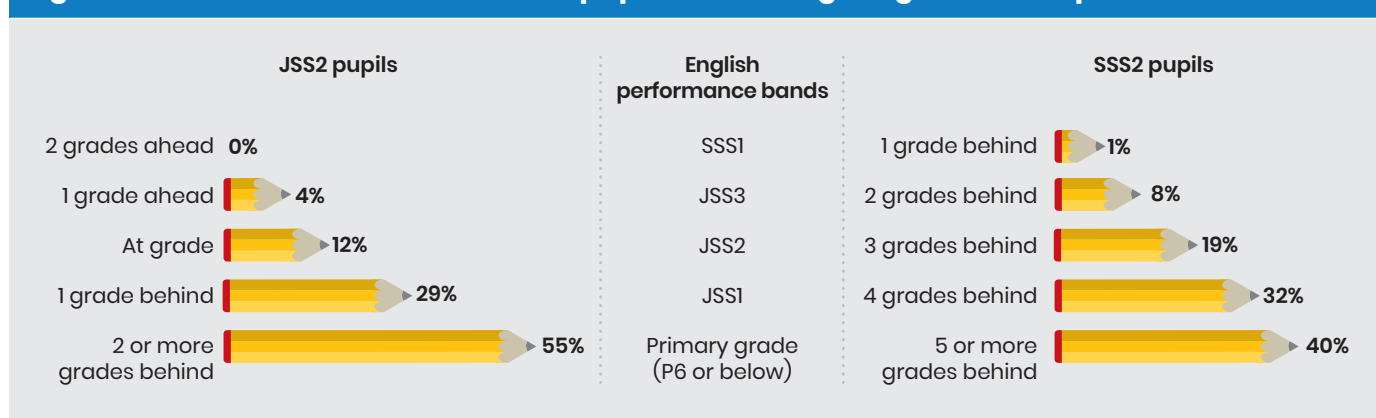 JSS2 pupils
2 grades ahead 0%
1 grade ahead 4%
At grade 12%
1 grade behind 29%
2 or more
grades behind 55%
English
performance bands
SSS1
JSS3
JSS2
JSS1
Primary grade
(P6 or below)
SSS2 pupils
1 grade behind 1%
2 grades behind 8%
3 grades behind 19%
4 grades behind 32%
5 or more
grades behind 40%